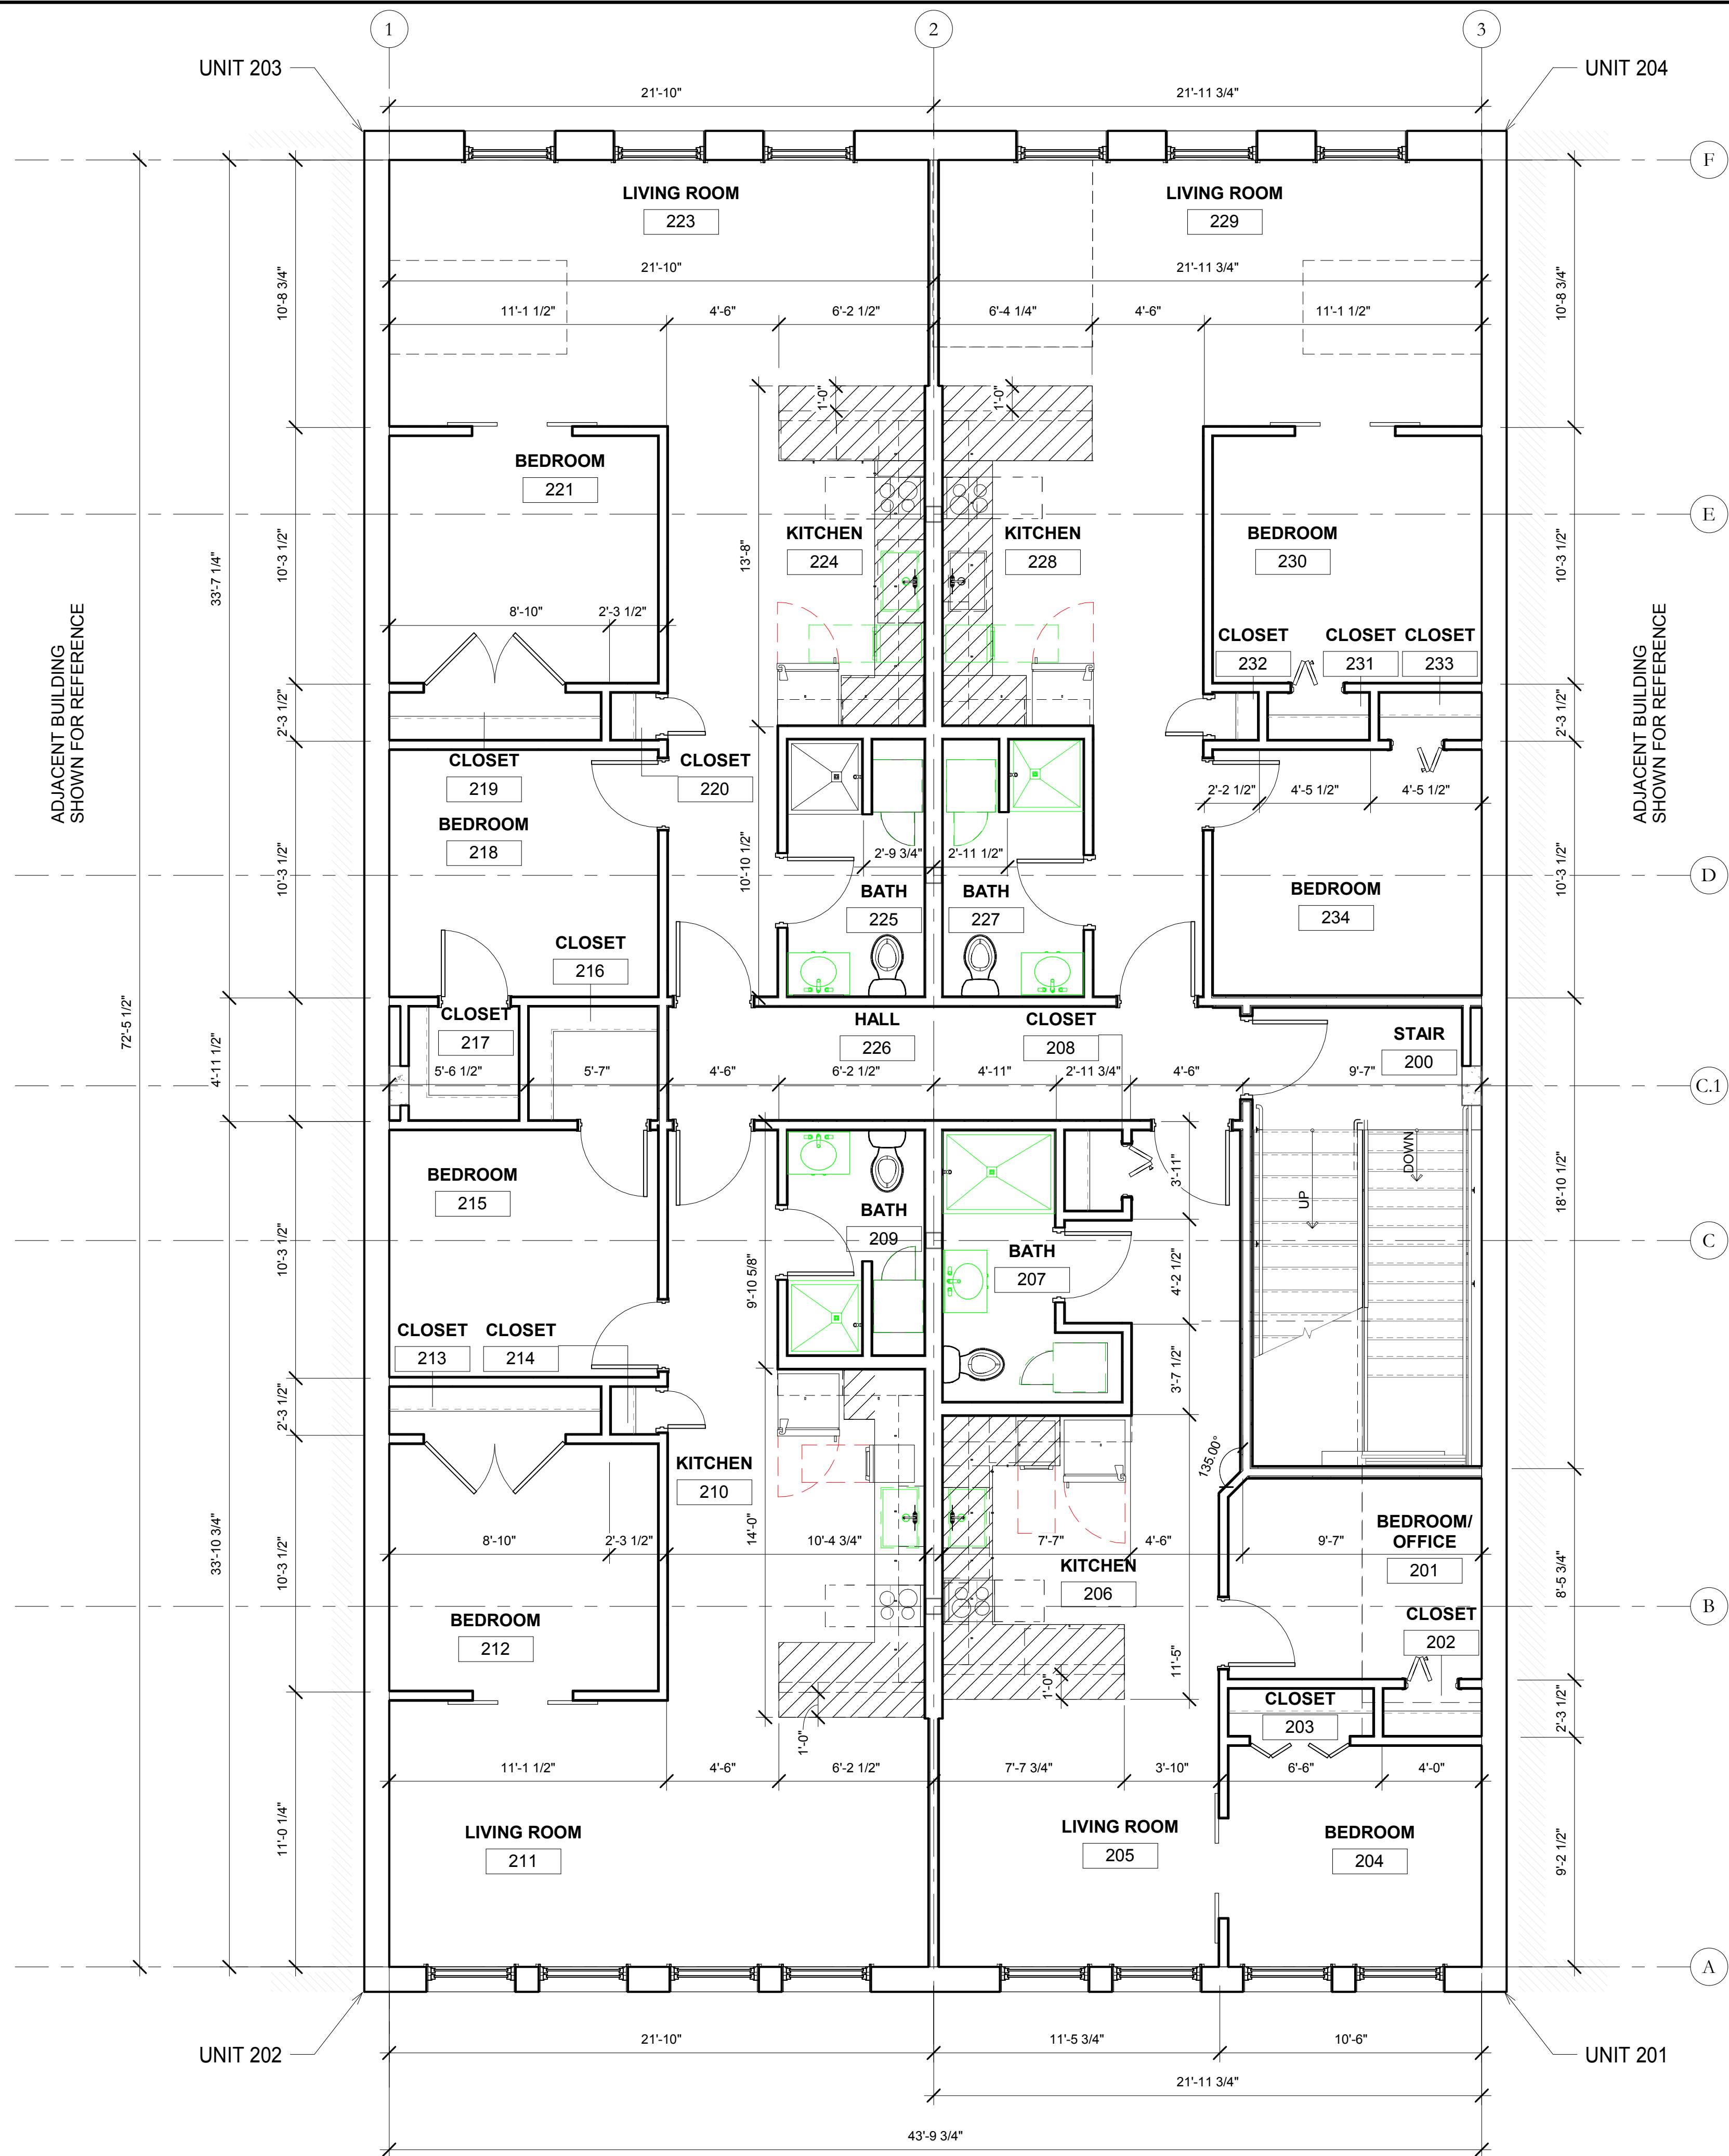 1
2
3
UNIT 203
UNIT 204
21'-10"
21'-11 3/4"
F
LIVING ROOM
223
LIVING ROOM
229
21'-10"
21'-11 3/4"
10'-8 3/4"
10'-8 3/4"
11'-1 1/2"
4'-6"
6'-2 1/2"
6'-4 1/4"
4'-6"
11'-1 1/2"
1'-0"
1'-0"
BEDROOM
221
E
KITCHEN
224
KITCHEN
228
BEDROOM
230
33'-7 1/4"
10'-3 1/2"
13'-8"
10'-3 1/2"
8'-10"
2'-3 1/2"
ADJACENT BUILDING
SHOWN FOR REFERENCE
ADJACENT BUILDING
SHOWN FOR REFERENCE
CLOSET
232
CLOSET
231
CLOSET
233
2'-3 1/2"
2'-3 1/2"
CLOSET
219
CLOSET
220
2'-2 1/2"
4'-5 1/2"
4'-5 1/2"
BEDROOM
218
10'-3 1/2"
10'-10 1/2"
2'-9 3/4"
2'-11 1/2"
10'-3 1/2"
D
BATH
225
BATH
227
BEDROOM
234
CLOSET
216
72'-5 1/2"
4'-11 1/2"
CLOSET
217
HALL
226
CLOSET
208
STAIR
200
5'-6 1/2"
5'-7"
4'-6"
6'-2 1/2"
4'-11"
2'-11 3/4"
4'-6"
9'-7"
C.1
BEDROOM
215
3'-11"
DOWN
UP
18'-10 1/2"
BATH
209
10'-3 1/2"
C
BATH
207
9'-10 5/8"
4'-2 1/2"
CLOSET
213
CLOSET
214
3'-7 1/2"
2'-3 1/2"
135.00°
KITCHEN
210
33'-10 3/4"
10'-3 1/2"
14'-0"
BEDROOM/
OFFICE
201
8'-10"
2'-3 1/2"
10'-4 3/4"
7'-7"
4'-6"
9'-7"
KITCHEN
206
8'-5 3/4"
B
BEDROOM
212
CLOSET
202
11'-5"
1'-0"
CLOSET
203
2'-3 1/2"
1'-0"
11'-1 1/2"
4'-6"
6'-2 1/2"
7'-7 3/4"
3'-10"
6'-6"
4'-0"
11'-0 1/4"
LIVING ROOM
211
LIVING ROOM
205
BEDROOM
204
9'-2 1/2"
A
UNIT 202
UNIT 201
21'-10"
11'-5 3/4"
10'-6"
21'-11 3/4"
43'-9 3/4"